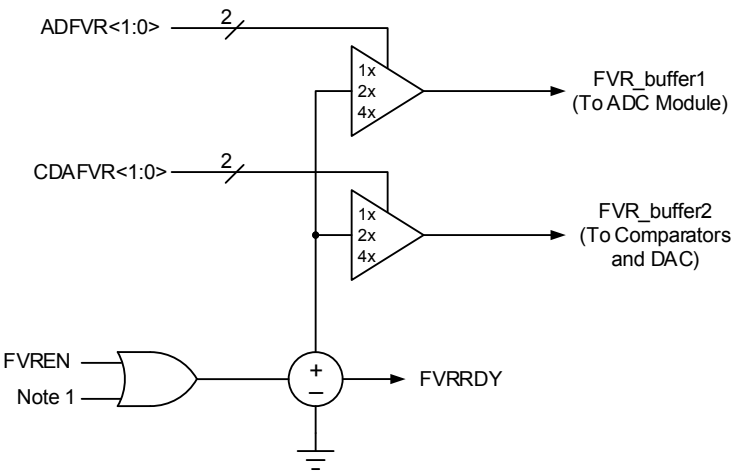 ADFVR<1:0>
2
1x
2x
4x
FVR_buffer1
(To ADC Module)
CDAFVR<1:0>
2
1x
2x
4x
FVR_buffer2
(To Comparators
and DAC)
FVREN
Note 1
+
–
FVRRDY